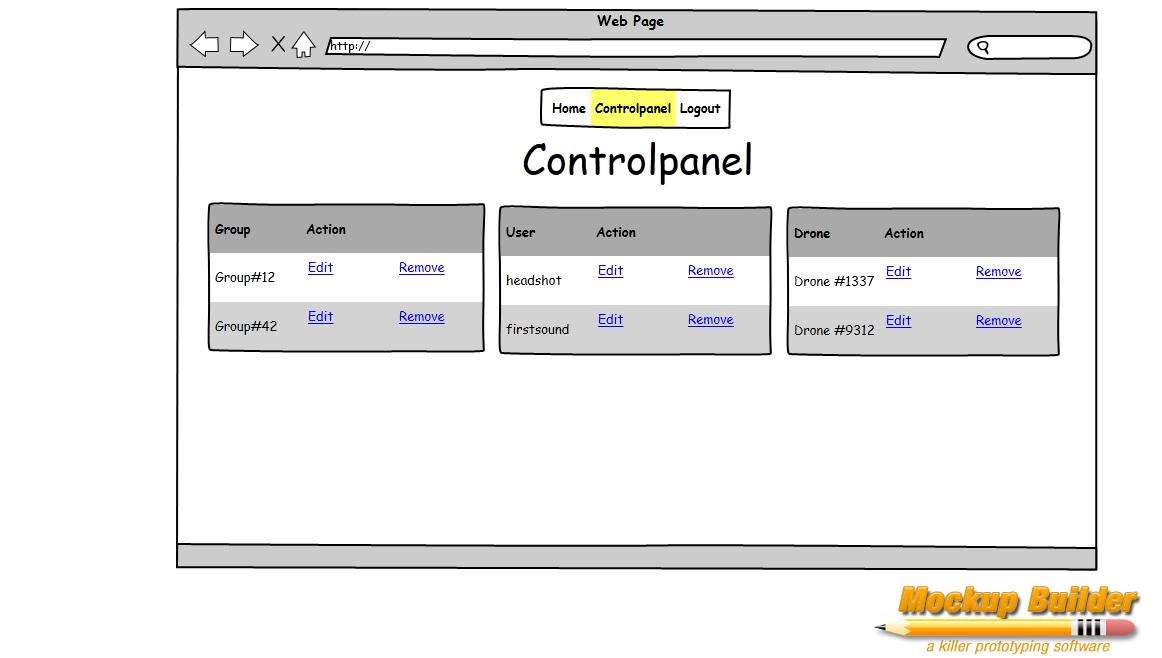 Web Page
http://
Home Controlpanel Logout
Controlpanel
Group Action
Group#12 Edit Remove
Group#42 Edit Remove
User Action
headshot Edit Remove
firstsound Edit Remove
Drone Action
Drone #1337 Edit Remove
Drone #9312 Edit Remove
Mockup Builder
a killer prototyping software